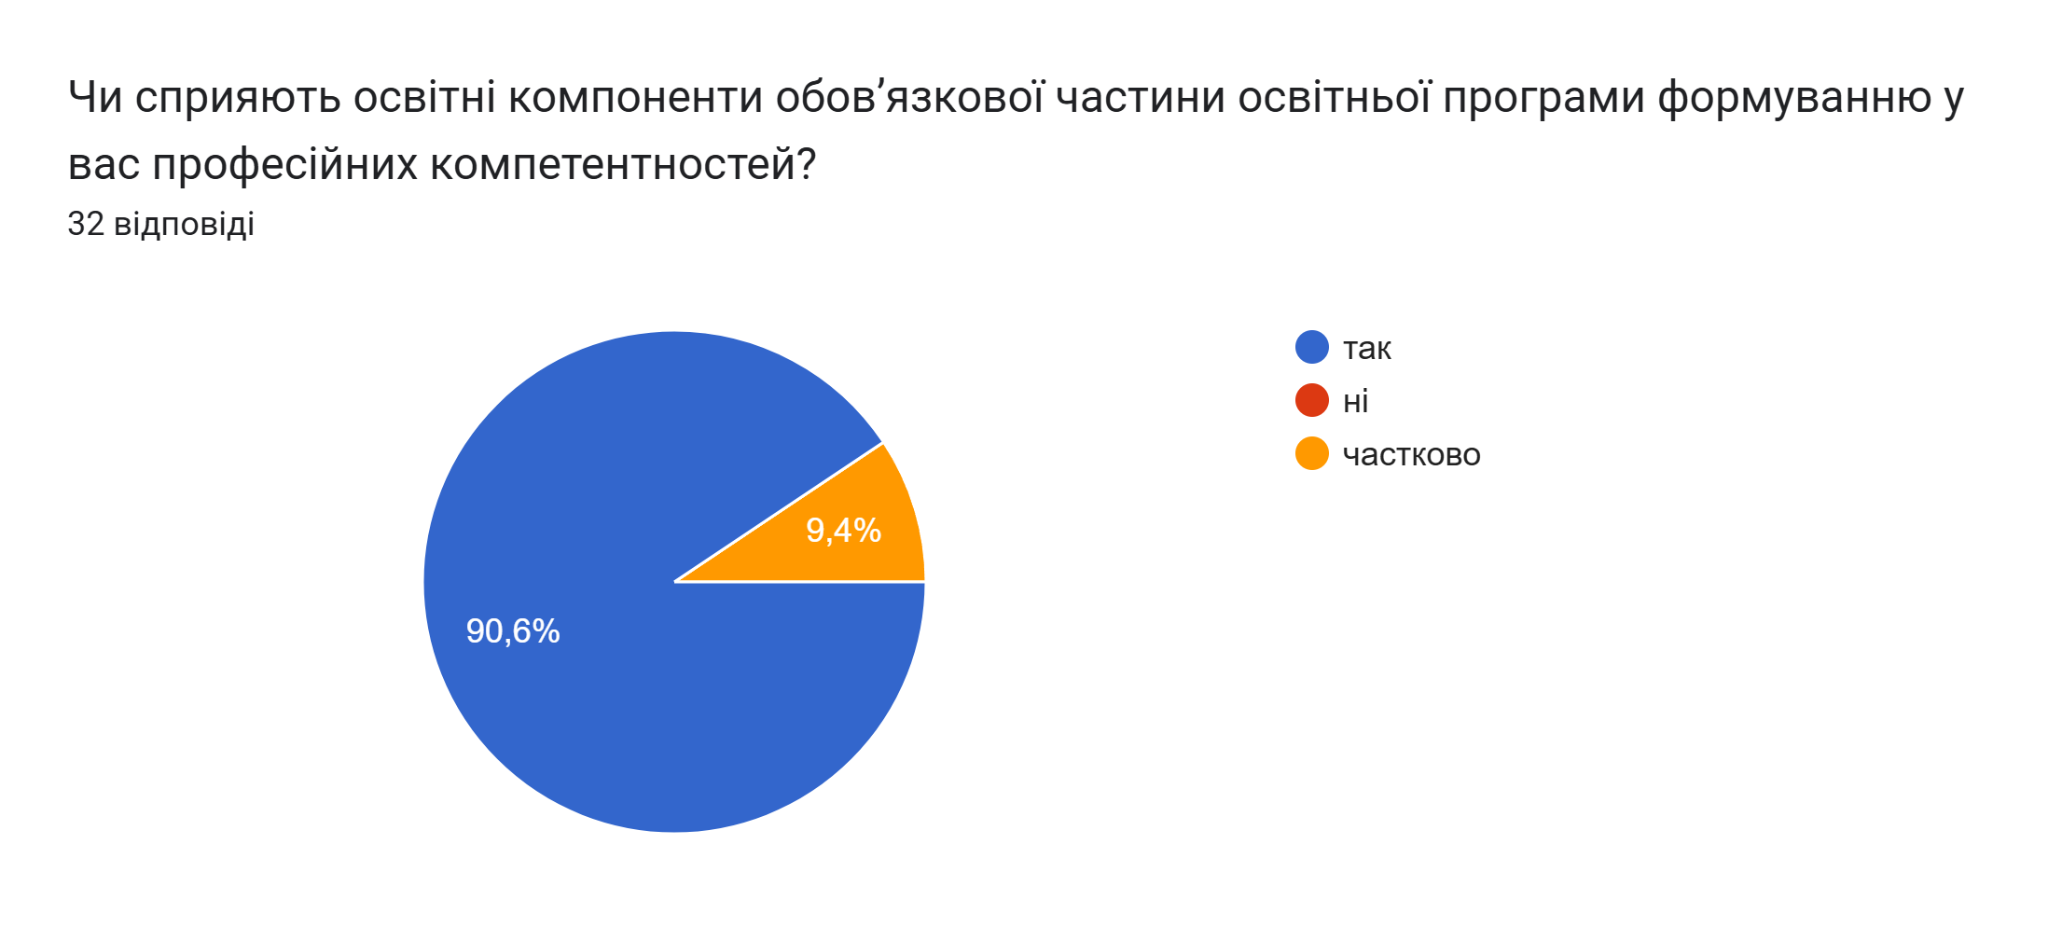 Чи сприяють освітні компоненти обов’язкової частини освітньої програми формуванню у
вас професійних компетентностей?
32 відповіді
так
ні
частково
9,4%
90,6%